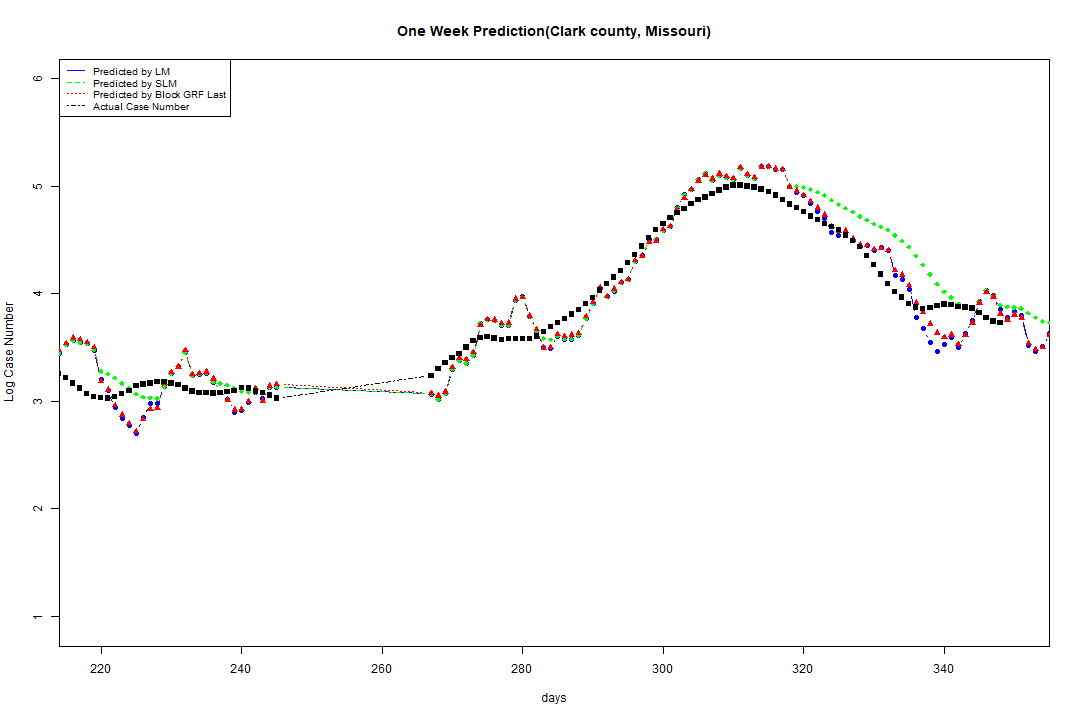 One Week Prediction(Clark county, Missouri)
Predicted by LM
Predicted by SLM
Predicted by Block GRF Last
Actual Case Number
Log Case Number
6
5
4
3
2
1
220
240
260
280
300
320
340
days